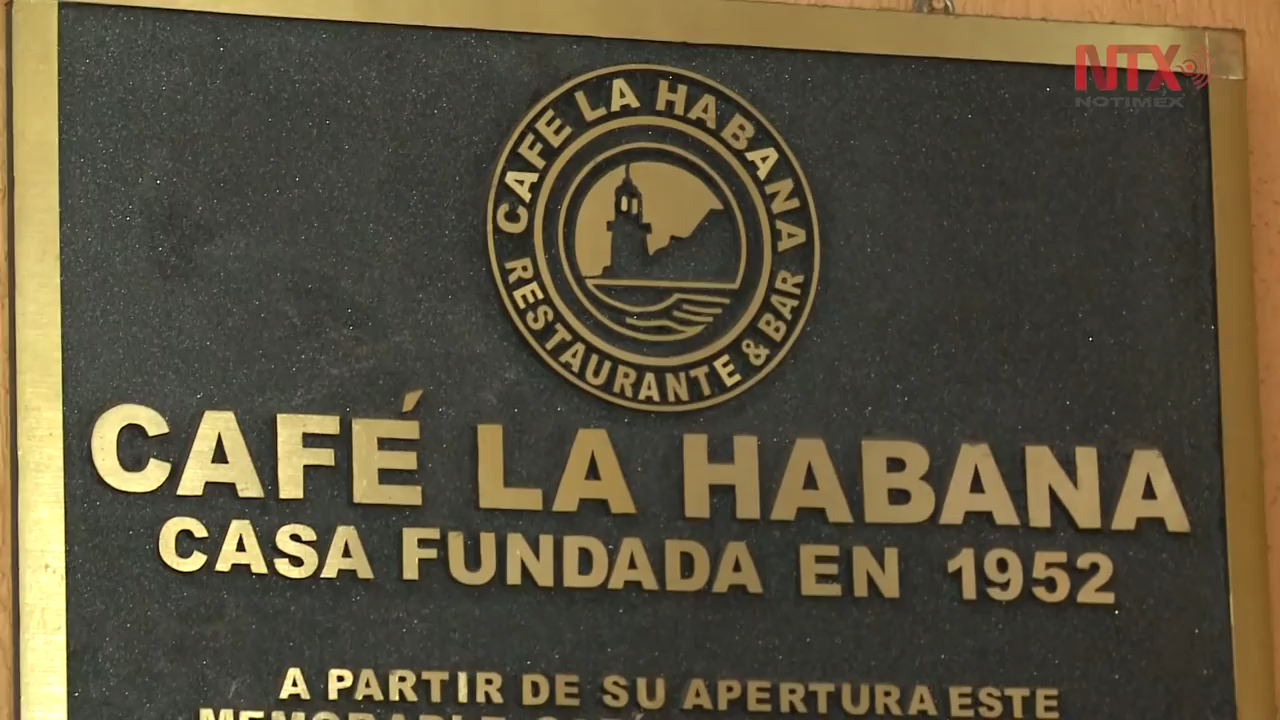 NTX
NOTIMEX
CAFE LA HABANA
RESTAURANTE & BAR
CAFÉ LA HABANA
CASA FUNDADA EN 1952
A PARTIR DE SU APERTURA ESTE
MEMORABLE